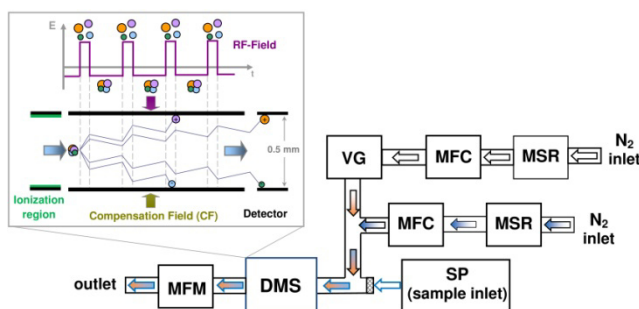 E
RF-Field
t
0.5 mm
Ionization
region
Compensation Field (CF)
Detector
VG
MFC
MSR
N2
inlet
MFC
MSR
N2
inlet
outlet
MFM
DMS
SP
(sample inlet)